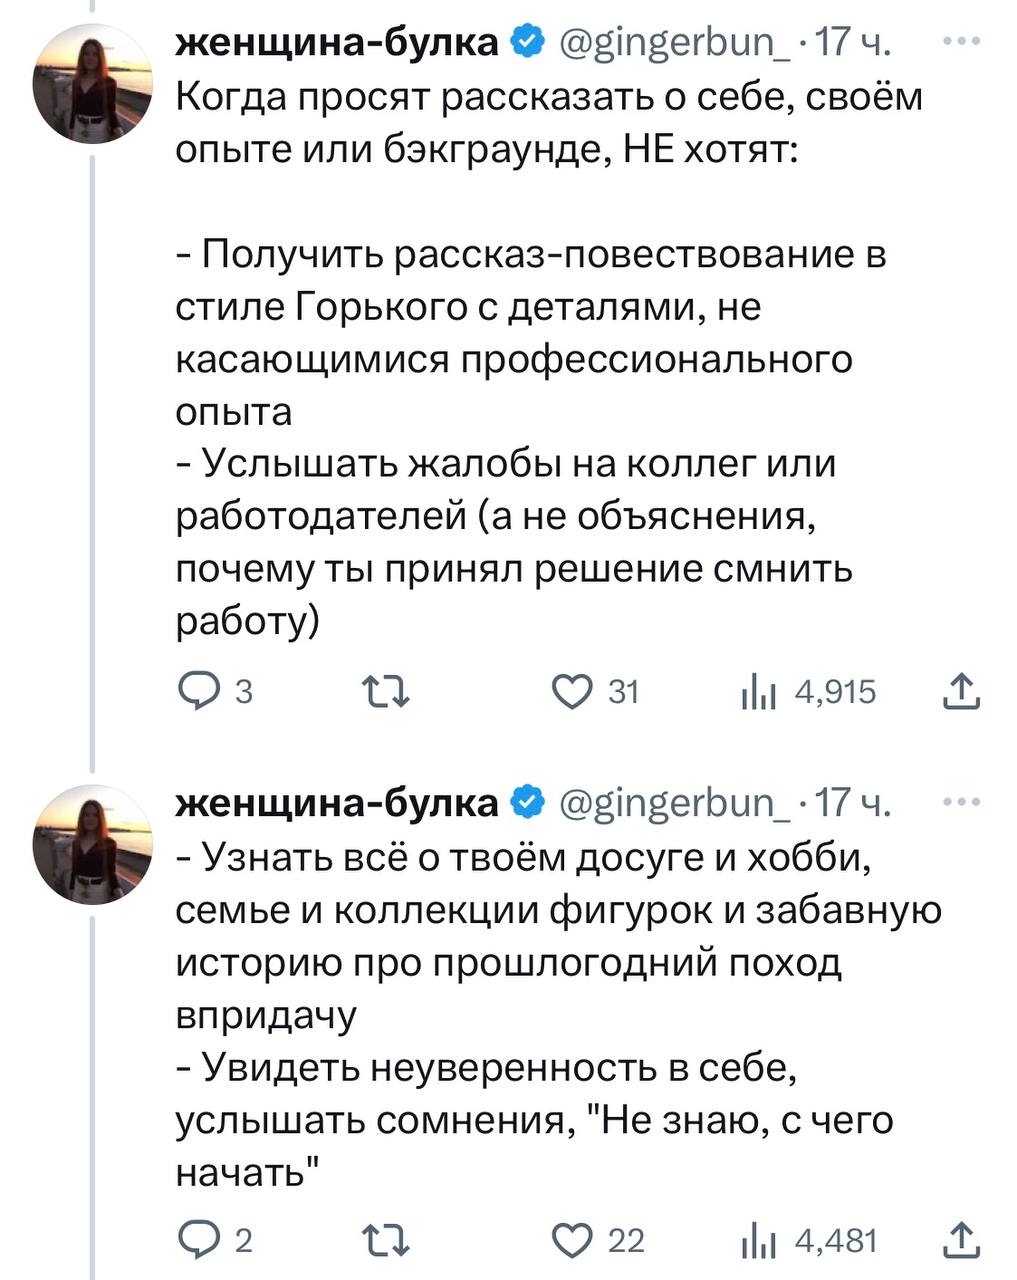 женщина-булка @gingerbun_ · 17 ч.
Когда просят рассказать о себе, своём
опыте или бэкграунде, НЕ хотят:
- Получить рассказ-повествование в
стиле Горького с деталями, не
касающимися профессионального
опыта
- Услышать жалобы на коллег или
работодателей (а не объяснения,
почему ты принял решение смнить
работу)
3 31 4,915
женщина-булка @gingerbun_ · 17 ч.
- Узнать всё о твоём досуге и хобби,
семье и коллекции фигурок и забавную
историю про прошлогодний поход
впридачу
- Увидеть неуверенность в себе,
услышать сомнения, "Не знаю, с чего
начать"
2 22 4,481